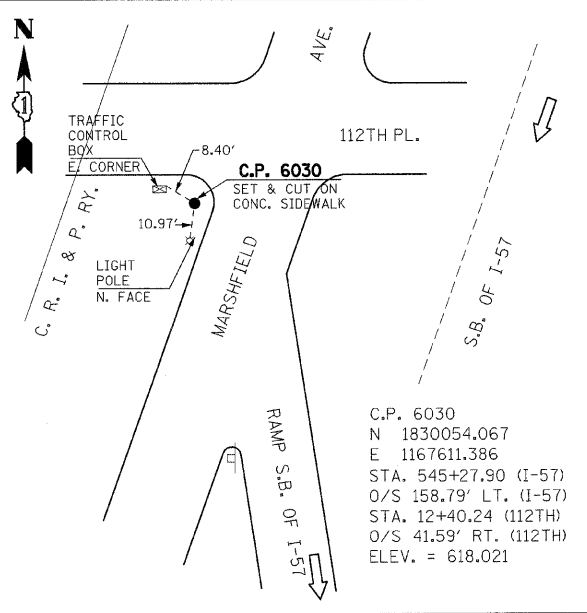 N
1
AVE.
TRAFFIC
CONTROL
BOX
E. CORNER
8.40'
112TH PL.
C.P. 6030
SET & CUT ON
CONC. SIDEWALK
10.97'
LIGHT
POLE
N. FACE
C. R. I. & P. RY.
MARSHFIELD
S.B. OF I-57
RAMP S.B. OF I-57
C.P. 6030
N 1830054.067
E 1167611.386
STA. 545+27.90 (I-57)
O/S 158.79' LT. (I-57)
STA. 12+40.24 (112TH)
O/S 41.59' RT. (112TH)
ELEV. = 618.021